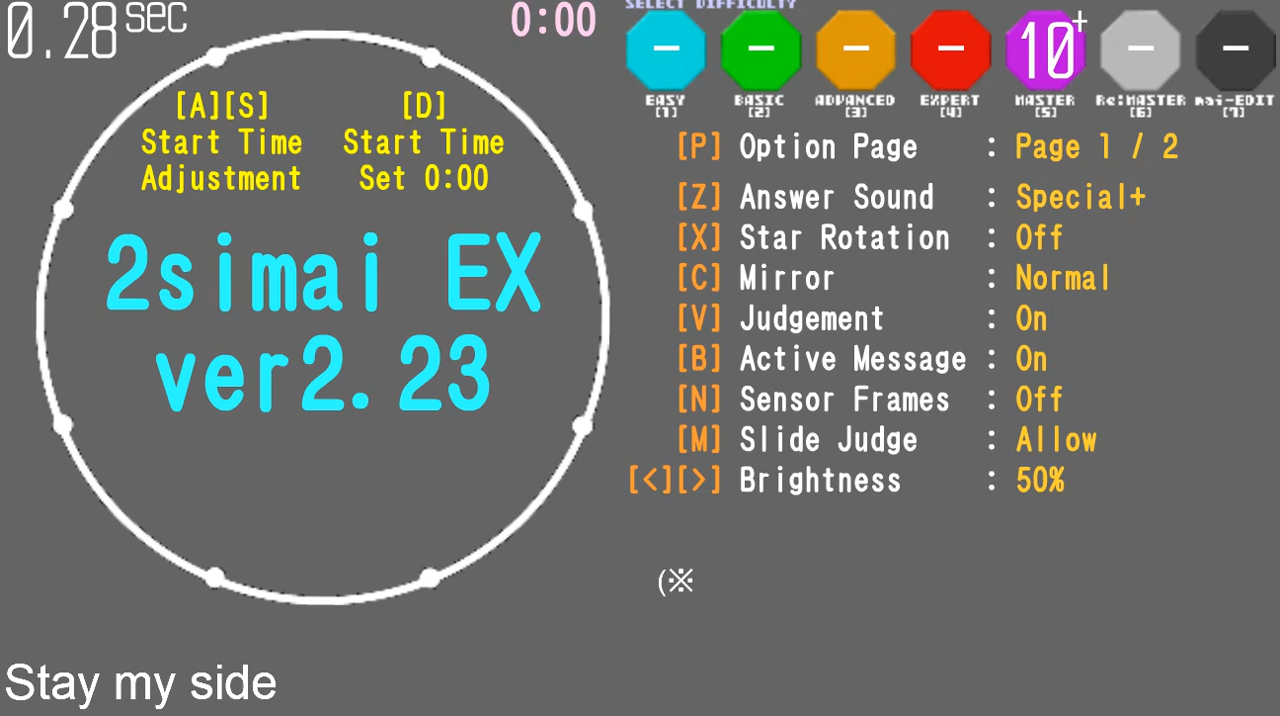 0.28sec
0:00
SELECT DIFFICULTY
- - - - 10+ - -
EASY BASIC ADVANCED EXPERT MASTER Re:MASTER mai-EDIT
[1] [2] [3] [4] [5] [6] [7]
[A][S]
Start Time
Adjustment
[D]
Start Time
Set 0:00
2simai EX
ver2.23
[P] Option Page : Page 1 / 2
[Z] Answer Sound : Special+
[X] Star Rotation : Off
[C] Mirror : Normal
[V] Judgement : On
[B] Active Message : On
[N] Sensor Frames : Off
[M] Slide Judge : Allow
[<][>] Brightness : 50%
(※
Stay my side